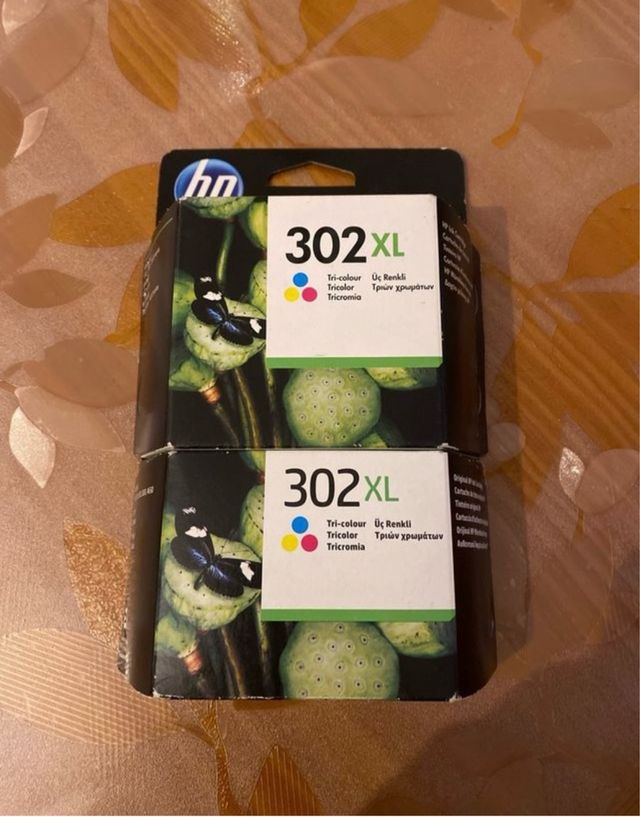 hp
302XL
Tri-colour Üç Renkli
Tricolor Τριών χρωμάτων
Tricromia
302XL
Tri-colour Üç Renkli
Tricolor Τριών χρωμάτων
Tricromia